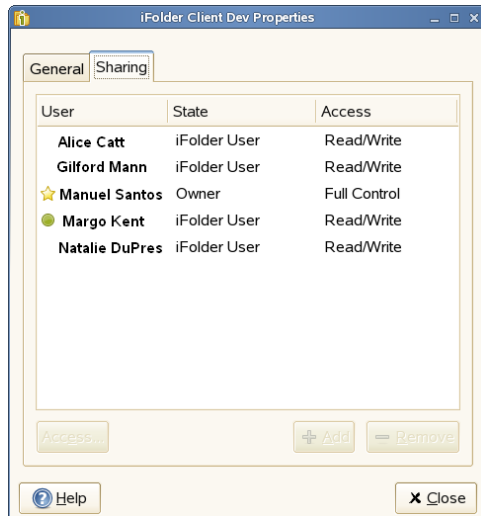 iFolder Client Dev Properties
General Sharing
User State Access
Alice Catt iFolder User Read/Write
Gilford Mann iFolder User Read/Write
Manuel Santos Owner Full Control
Margo Kent iFolder User Read/Write
Natalie DuPres iFolder User Read/Write
Access... Add Remove
Help Close